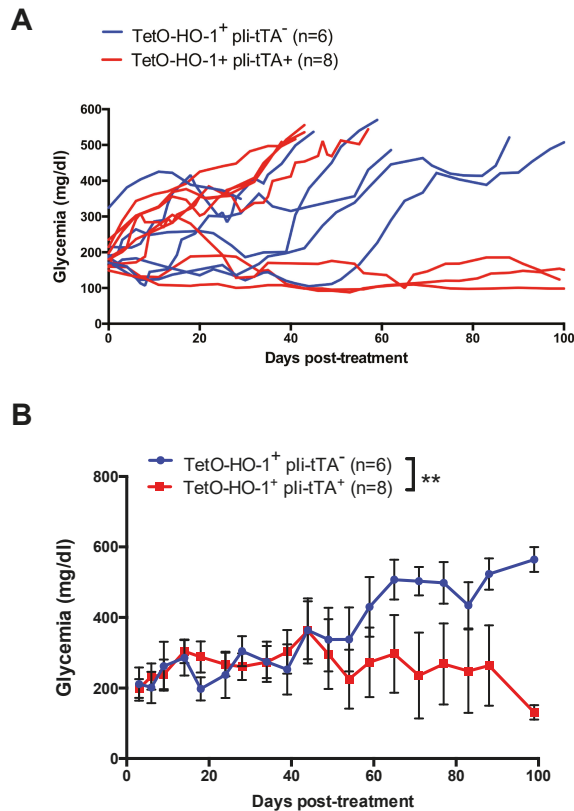 A
TetO-HO-1⁺ pIi-tTA⁻ (n=6)
TetO-HO-1+ pIi-tTA+ (n=8)
600
500
400
300
200
100
0
Glycemia (mg/dl)
0 20 40 60 80 100
Days post-treatment
B
TetO-HO-1⁺ pIi-tTA⁻ (n=6)
TetO-HO-1⁺ pIi-tTA⁺ (n=8)
**
800
600
400
200
0
Glycemia (mg/dl)
0 20 40 60 80 100
Days post-treatment